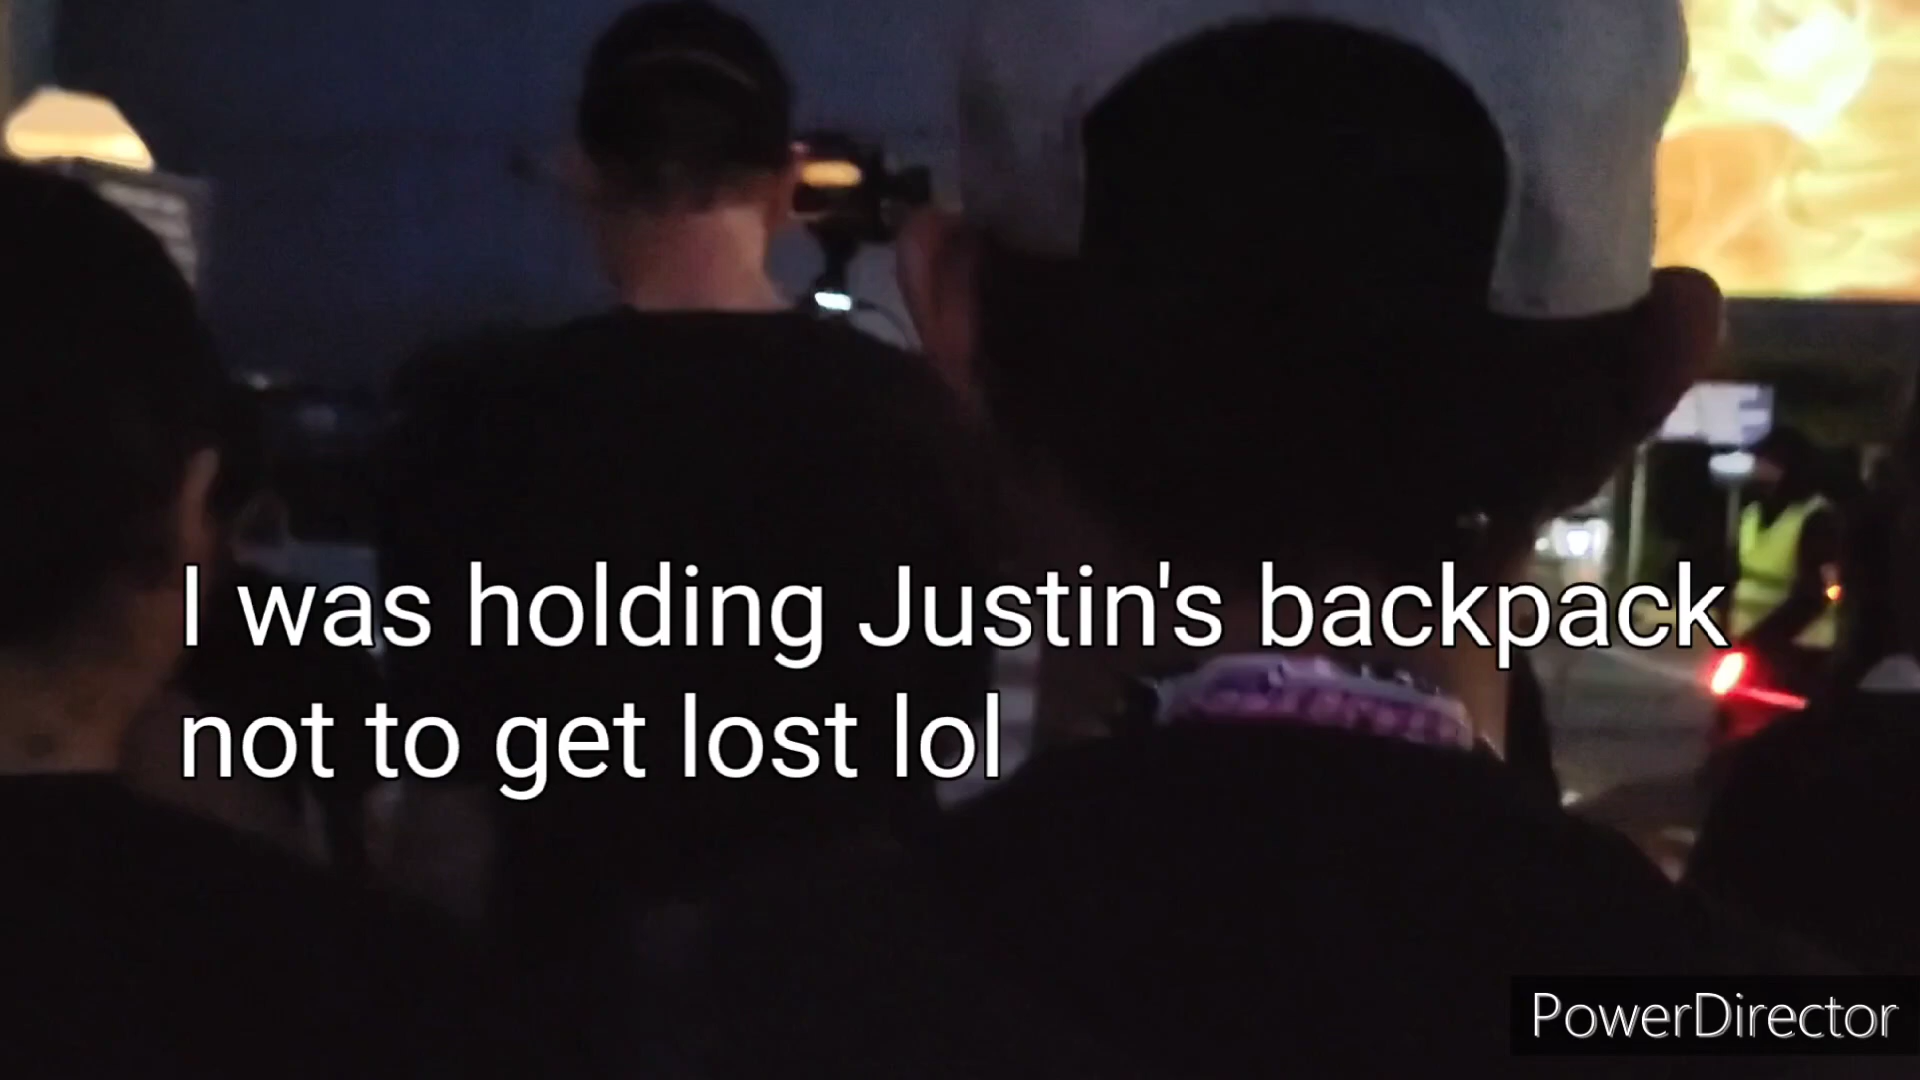 I was holding Justin's backpack
not to get lost lol
PowerDirector